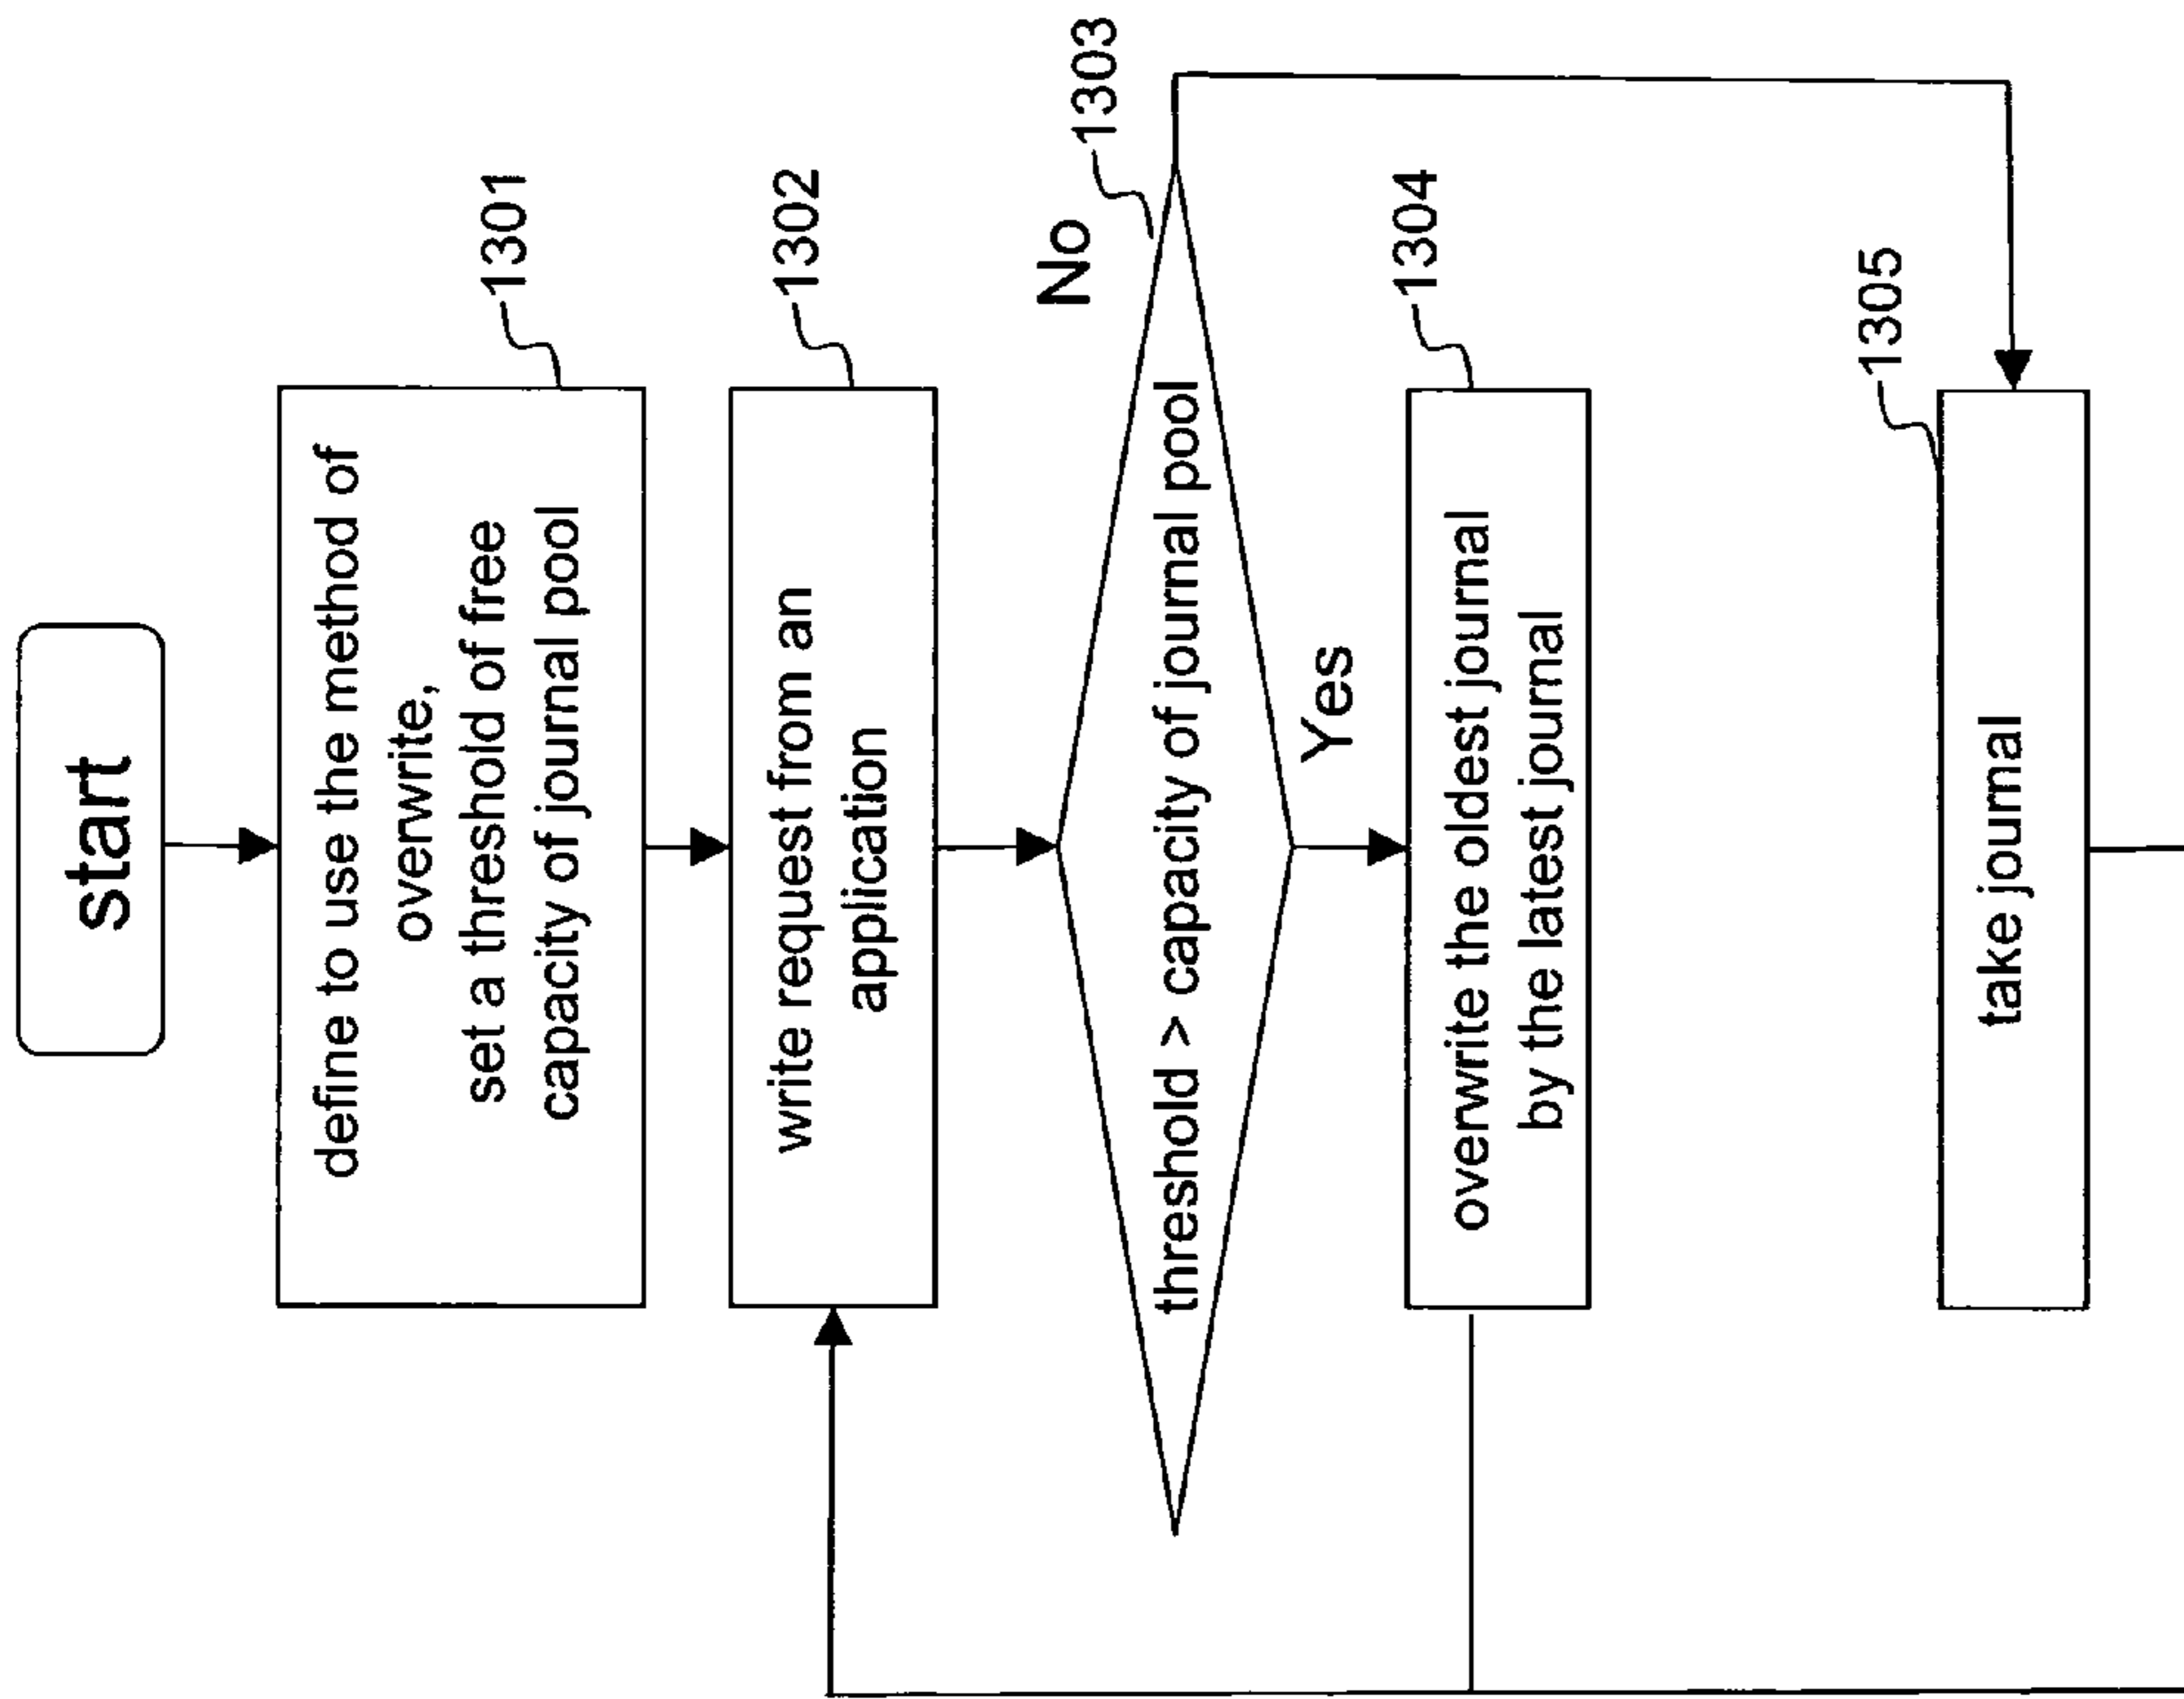 start
define to use the method of
overwrite,
set a threshold of free
capacity of journal pool
1301
write request from an
application
1302
No
1303
threshold > capacity of journal pool
Yes
overwrite the oldest journal
by the latest journal
1304
take journal
1305